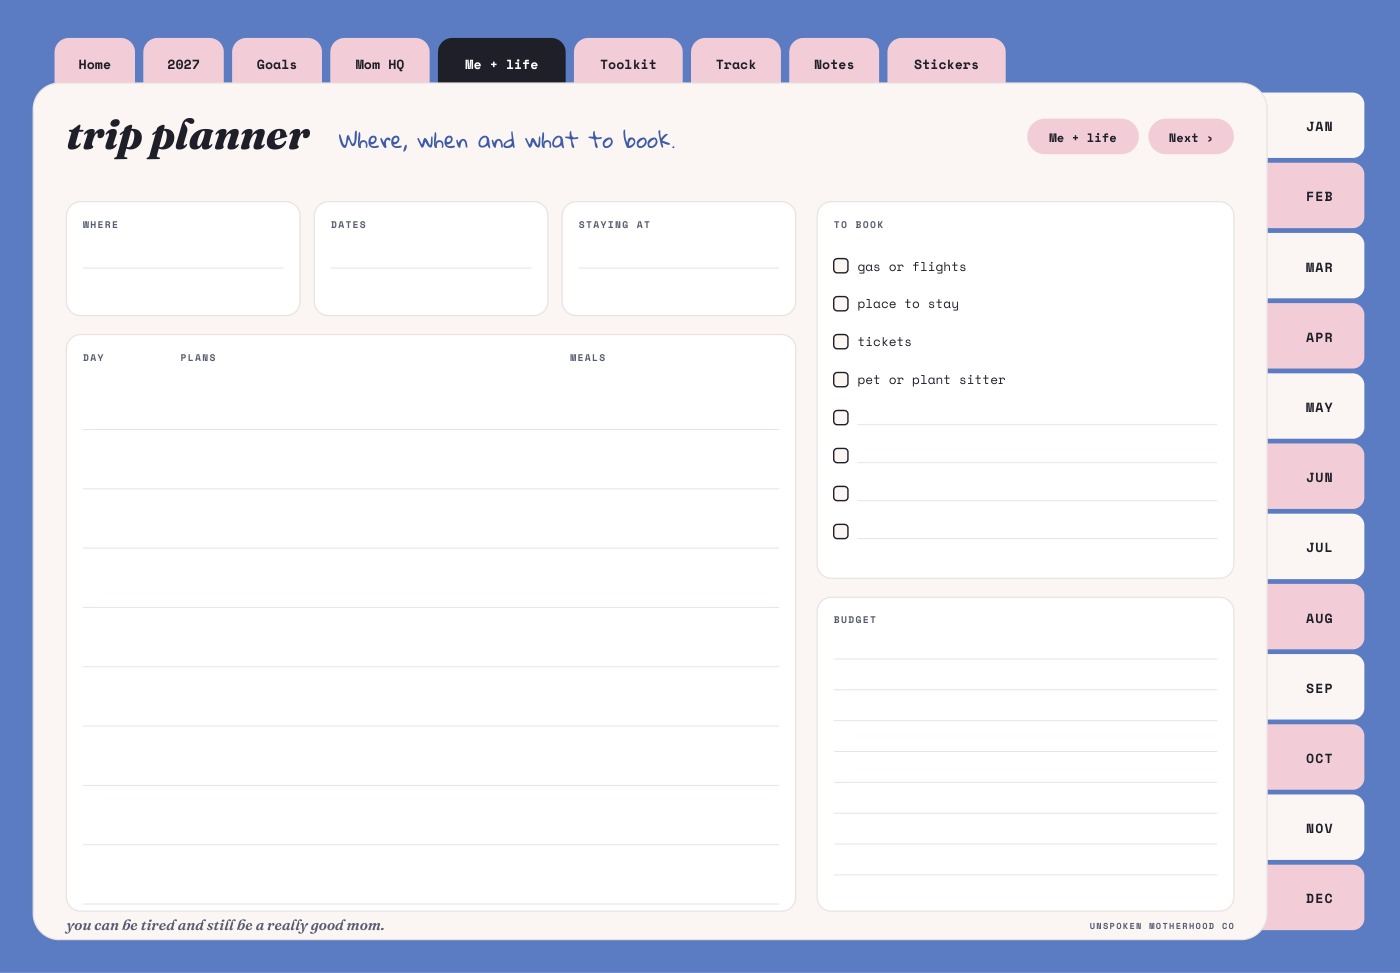 Home 2027 Goals Mom HQ Me + life Toolkit Track Notes Stickers
trip planner Where, when and what to book. Me + life Next ›
WHERE DATES STAYING AT
DAY PLANS MEALS
TO BOOK
gas or flights
place to stay
tickets
pet or plant sitter
BUDGET
JAN
FEB
MAR
APR
MAY
JUN
JUL
AUG
SEP
OCT
NOV
DEC
you can be tired and still be a really good mom. UNSPOKEN MOTHERHOOD CO